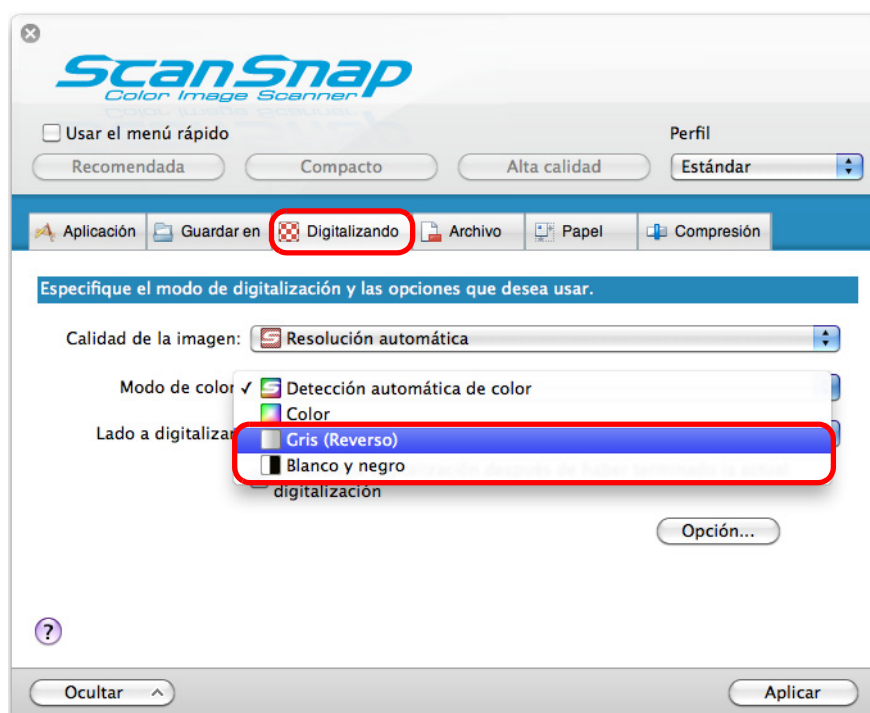 ScanSnap
Color Image Scanner
Usar el menú rápido
Perfil
Recomendada Compacto Alta calidad Estándar
Aplicación Guardar en Digitalizando Archivo Papel Compresión
Especifique el modo de digitalización y las opciones que desea usar.
Calidad de la imagen: Resolución automática
Modo de color ✓ Detección automática de color
Color
Lado a digitalizar Gris (Reverso)
Blanco y negro
digitalización
Opción...
?
Ocultar Aplicar